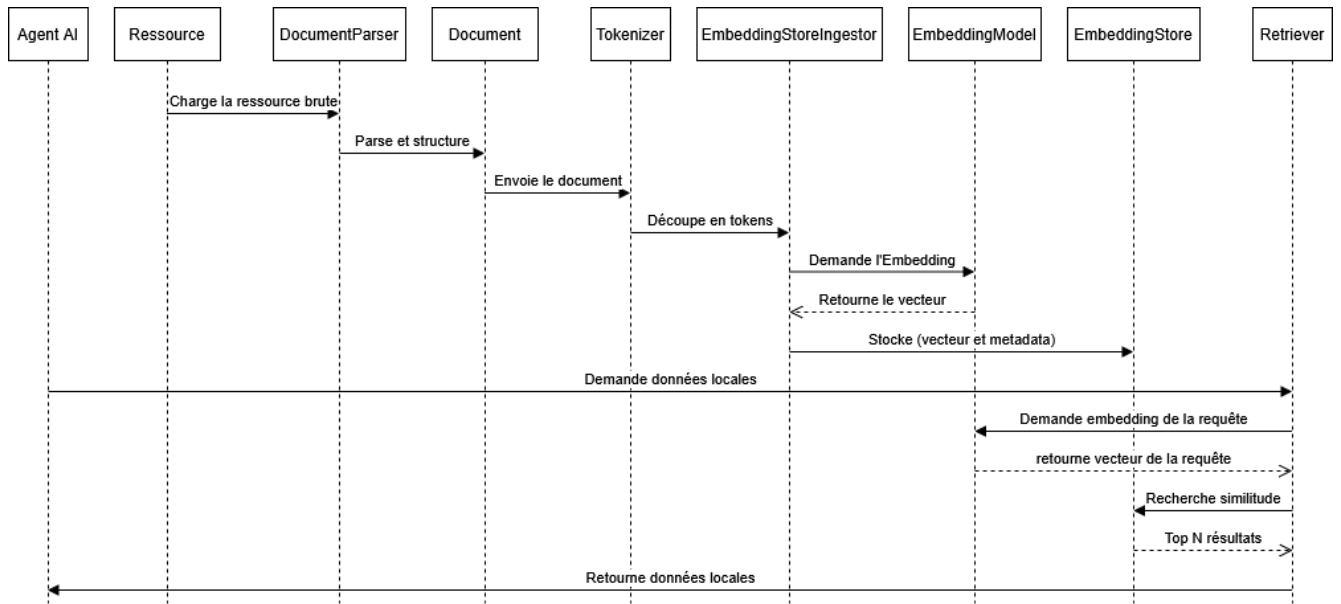 Agent AI
Ressource
DocumentParser
Document
Tokenizer
EmbeddingStoreIngestor
EmbeddingModel
EmbeddingStore
Retriever
Charge la ressource brute
Parse et structure
Envoie le document
Découpe en tokens
Demande l'Embedding
Retourne le vecteur
Stocke (vecteur et metadata)
Demande données locales
Demande embedding de la requête
retourne vecteur de la requête
Recherche similitude
Top N résultats
Retourne données locales